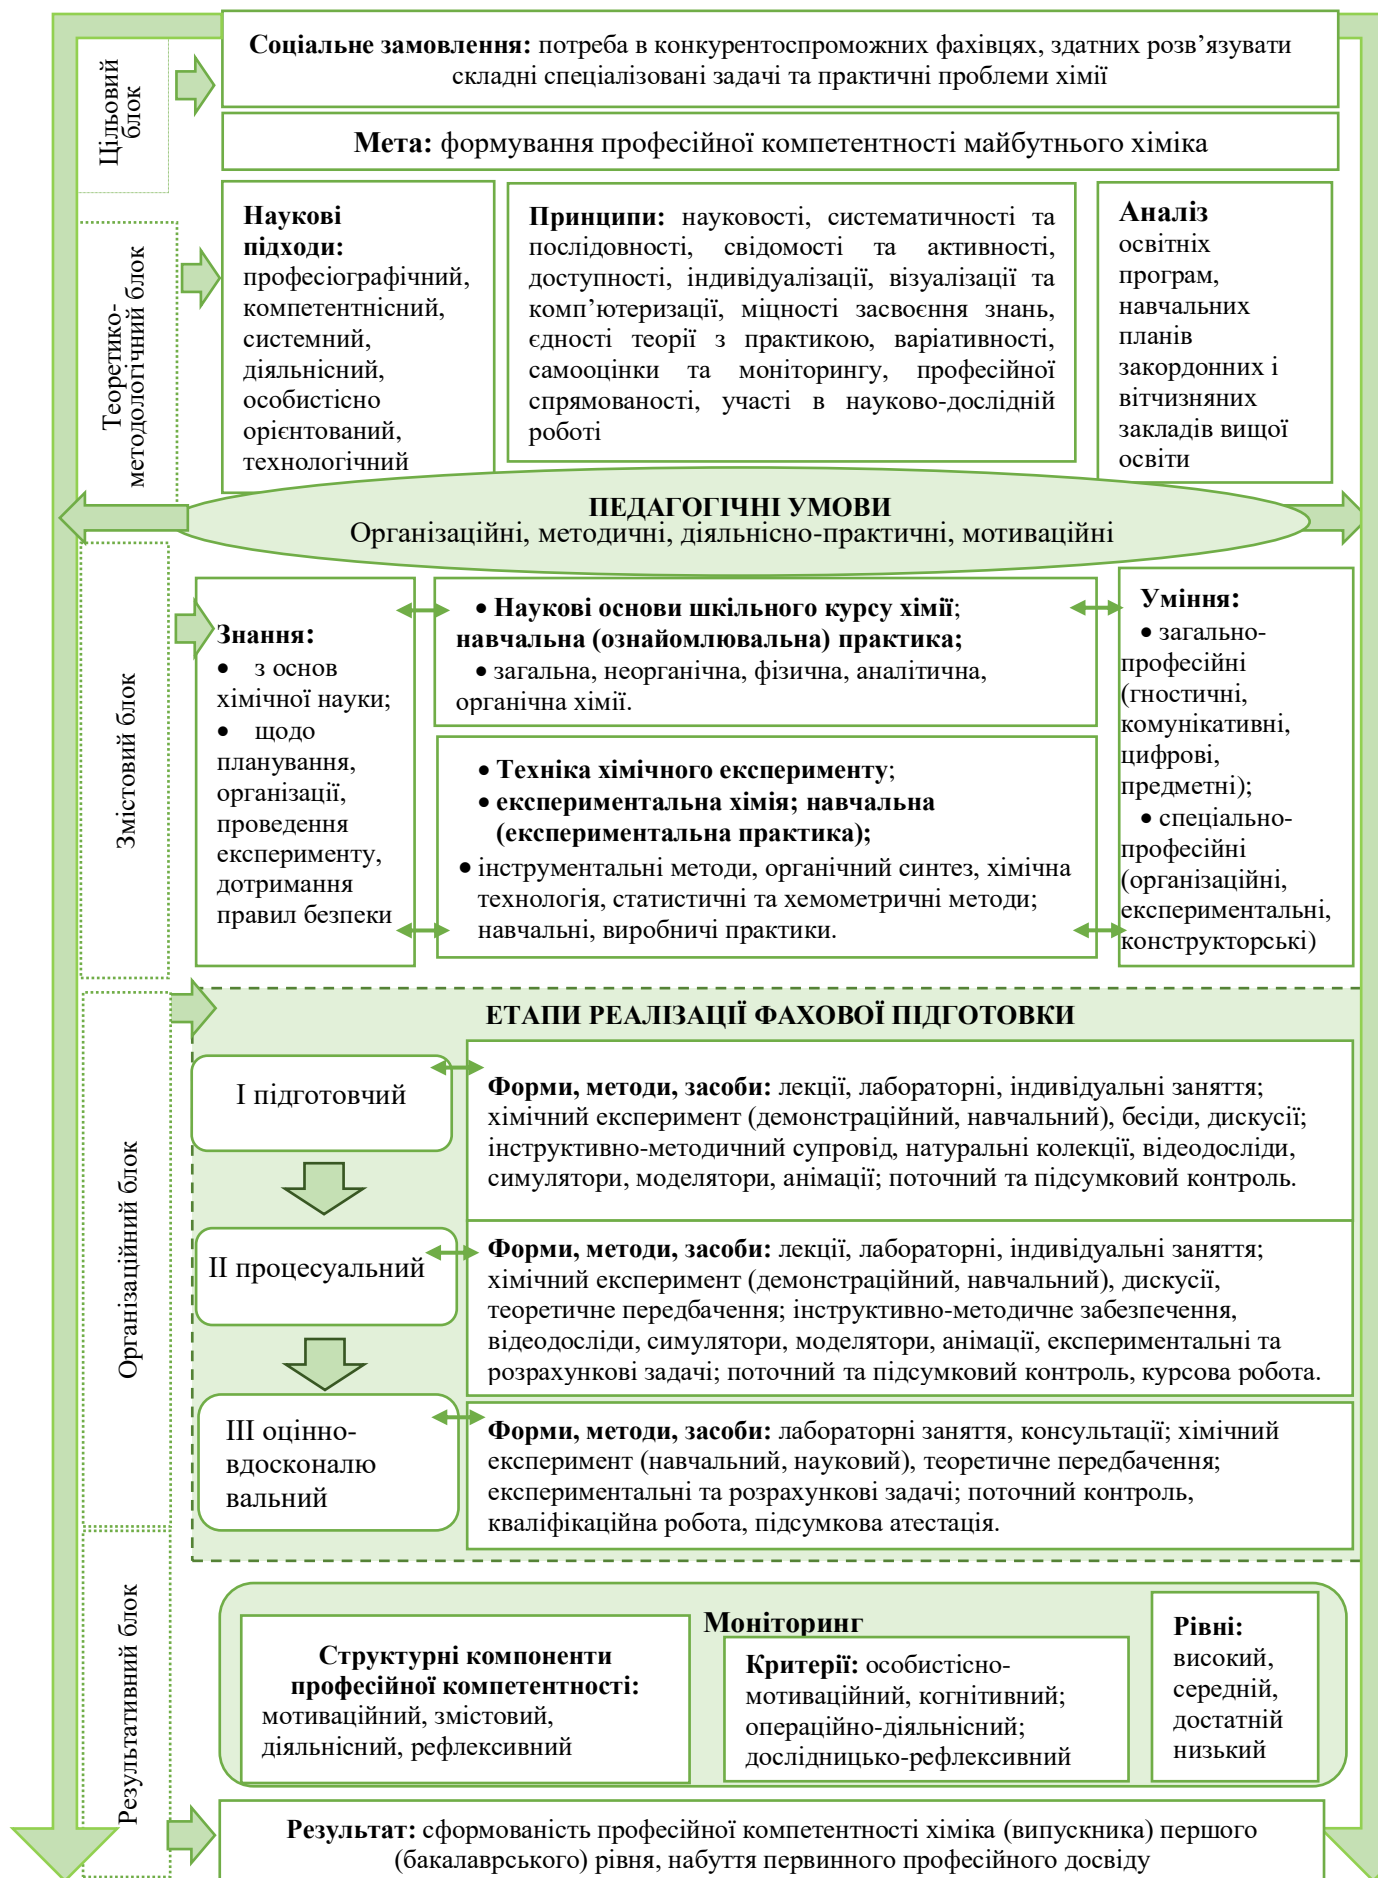 Цільовий
блок
Соціальне замовлення: потреба в конкурентоспроможних фахівцях, здатних розв’язувати
складні спеціалізовані задачі та практичні проблеми хімії
Мета: формування професійної компетентності майбутнього хіміка
Теоретико-
методологічний блок
Наукові
підходи:
професіографічний,
компетентнісний,
системний,
діяльнісний,
особистісно
орієнтований,
технологічний
Принципи: науковості, систематичності та
послідовності, свідомості та активності,
доступності, індивідуалізації, візуалізації та
комп’ютеризації, міцності засвоєння знань,
єдності теорії з практикою, варіативності,
самооцінки та моніторингу, професійної
спрямованості, участі в науково-дослідній
роботі
Аналіз
освітніх
програм,
навчальних
планів
закордонних і
вітчизняних
закладів вищої
освіти
ПЕДАГОГІЧНІ УМОВИ
Організаційні, методичні, діяльнісно-практичні, мотиваційні
Змістовий блок
Знання:
• з основ
хімічної науки;
• щодо
планування,
організації,
проведення
експерименту,
дотримання
правил безпеки
• Наукові основи шкільного курсу хімії;
навчальна (ознайомлювальна) практика;
• загальна, неорганічна, фізична, аналітична,
органічна хімії.
• Техніка хімічного експерименту;
• експериментальна хімія; навчальна
(експериментальна практика);
• інструментальні методи, органічний синтез, хімічна
технологія, статистичні та хемометричні методи;
навчальні, виробничі практики.
Уміння:
• загально-
професійні
(гностичні,
комунікативні,
цифрові,
предметні);
• спеціально-
професійні
(організаційні,
експериментальні,
конструкторські)
Організаційний блок
ЕТАПИ РЕАЛІЗАЦІЇ ФАХОВОЇ ПІДГОТОВКИ
І підготовчий
Форми, методи, засоби: лекції, лабораторні, індивідуальні заняття;
хімічний експеримент (демонстраційний, навчальний), бесіди, дискусії;
інструктивно-методичний супровід, натуральні колекції, відеодосліди,
симулятори, моделятори, анімації; поточний та підсумковий контроль.
ІІ процесуальний
Форми, методи, засоби: лекції, лабораторні, індивідуальні заняття;
хімічний експеримент (демонстраційний, навчальний), дискусії,
теоретичне передбачення; інструктивно-методичне забезпечення,
відеодосліди, симулятори, моделятори, анімації, експериментальні та
розрахункові задачі; поточний та підсумковий контроль, курсова робота.
ІІІ оцінно-
вдосконалю
вальний
Форми, методи, засоби: лабораторні заняття, консультації; хімічний
експеримент (навчальний, науковий), теоретичне передбачення;
експериментальні та розрахункові задачі; поточний контроль,
кваліфікаційна робота, підсумкова атестація.
Результативний блок
Моніторинг
Структурні компоненти
професійної компетентності:
мотиваційний, змістовий,
діяльнісний, рефлексивний
Критерії: особистісно-
мотиваційний, когнітивний;
операційно-діяльнісний;
дослідницько-рефлексивний
Рівні:
високий,
середній,
достатній
низький
Результат: сформованість професійної компетентності хіміка (випускника) першого
(бакалаврського) рівня, набуття первинного професійного досвіду